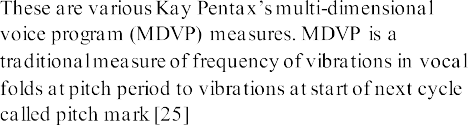 These are various Kay Pentax's multi-dimensional
voice program (MDVP) measures. MDVP is a
traditional measure of frequency of vibrations in vocal
folds at pitch period to vibrations at start of next cycle
called pitch mark [25]